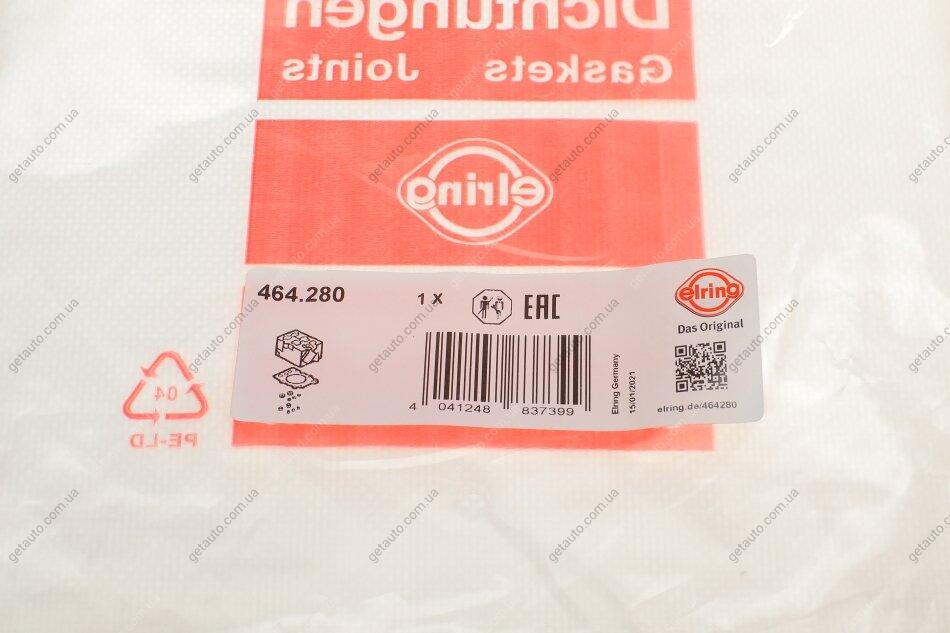 Dichtungen
Gaskets Joints
elring
464.280
1 X
EAC
elring
Das Original
4 041248 837399
Elring Germany
15/01/2021
elring.de/464280
04
PE-LD
getauto.com.ua